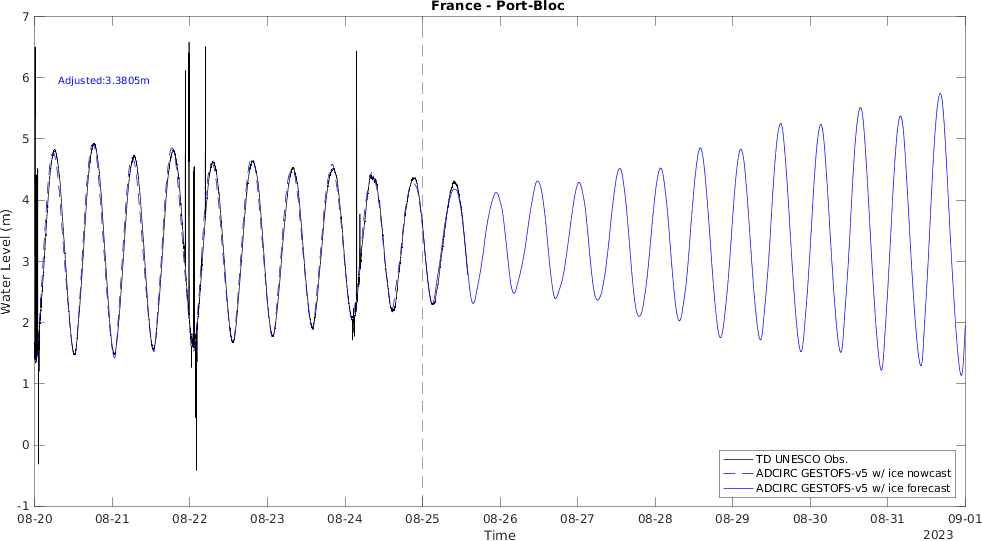 France - Port-Bloc
7
6
5
4
3
2
1
0
-1
Water Level (m)
Adjusted:3.3805m
TD UNESCO Obs.
ADCIRC GESTOFS-v5 w/ ice nowcast
ADCIRC GESTOFS-v5 w/ ice forecast
08-20 08-21 08-22 08-23 08-24 08-25 08-26 08-27 08-28 08-29 08-30 08-31 09-01
Time
2023